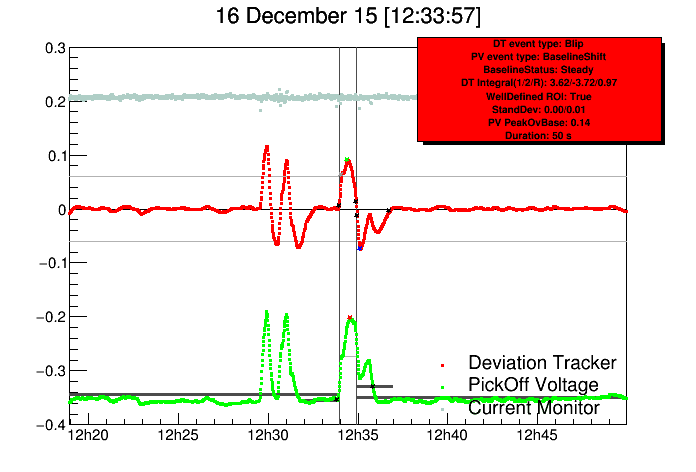 16 December 15 [12:33:57]
DT event type: Blip
PV event type: BaselineShift
BaselineStatus: Steady
DT Integral(1/2/R): 3.62/-3.72/0.97
WellDefined ROI: True
StandDev: 0.00/0.01
PV PeakOvBase: 0.14
Duration: 50 s
0.3
0.2
0.1
0
−0.1
−0.2
−0.3
−0.4
Deviation Tracker
PickOff Voltage
Current Monitor
12h20 12h25 12h30 12h35 12h40 12h45